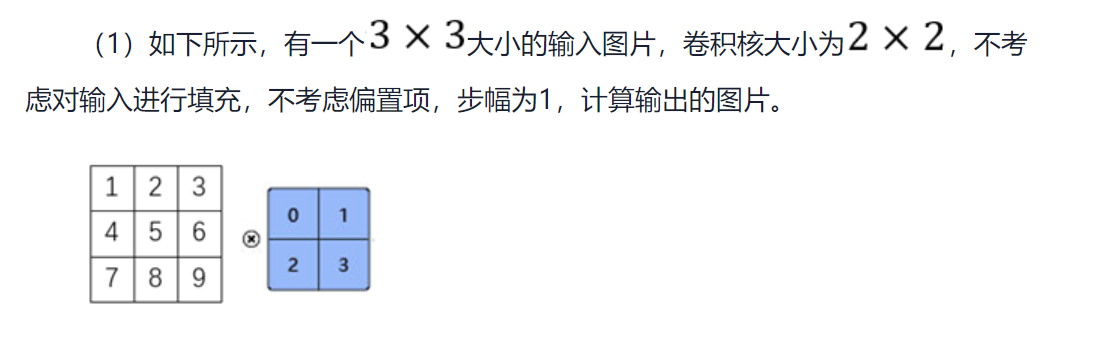 （1）如下所示，有一个3 × 3大小的输入图片，卷积核大小为2 × 2，不考
虑对输入进行填充，不考虑偏置项，步幅为1，计算输出的图片。
1 2 3
4 5 6
7 8 9
⊗
0 1
2 3